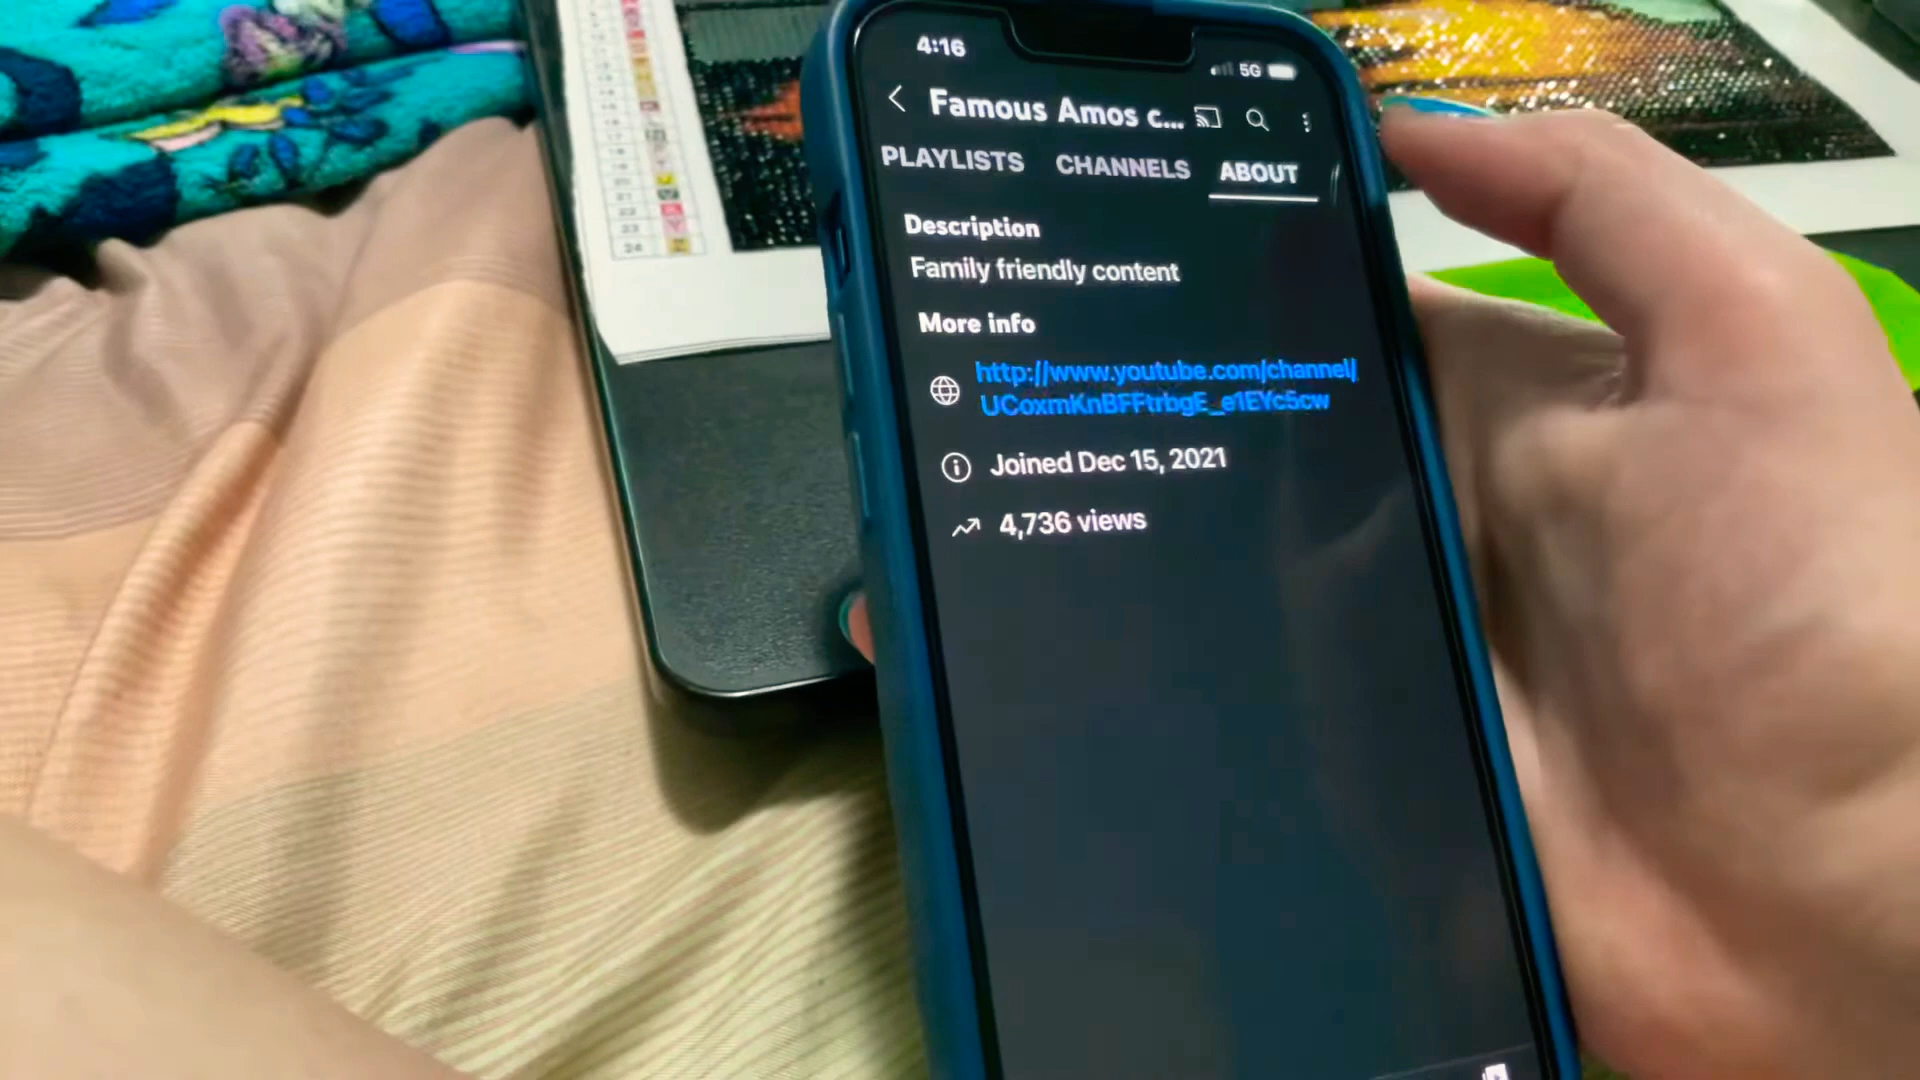 4:16
5G
Famous Amos c...
PLAYLISTS CHANNELS ABOUT
Description
Family friendly content
More info
http://www.youtube.com/channel/
UCoxmKnBFFtrbgE_e1EYc5cw
Joined Dec 15, 2021
4,736 views